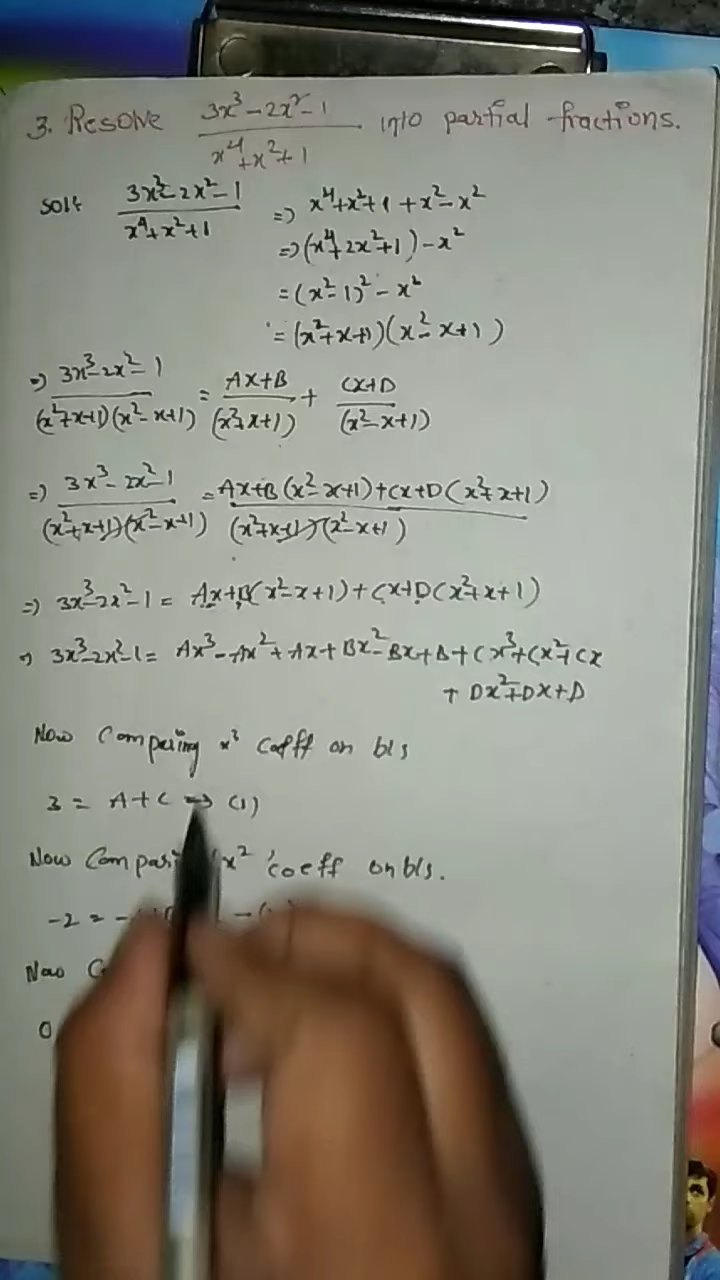 3. Resolve (3x³-2x²-1)/(x⁴+x²+1) into partial fractions.
Sol: (3x³-2x²-1)/(x⁴+x²+1) => x⁴+x²+1+x²-x²
=> (x⁴+2x²+1)-x²
= (x²-1)²-x²
= (x²+x+1)(x²-x+1)
=> (3x³-2x²-1)/((x²+x+1)(x²-x+1)) = (Ax+B)/(x²+x+1) + (Cx+D)/(x²-x+1)
=> (3x³-2x²-1)/((x²+x+1)(x²-x+1)) = (Ax+B(x²-x+1)+Cx+D(x²+x+1))/((x²+x+1)(x²-x+1))
=> 3x³-2x²-1 = Ax+B(x²-x+1)+Cx+D(x²+x+1)
=> 3x³-2x²-1 = Ax³-Ax²+Ax+Bx²-Bx+B+Cx³+Cx²+Cx
+ Dx²+Dx+D
Now Comparing x³ Coeff on bls
3 = A+C => (1)
Now x² coeff on bls.
-2 = -
Now
0